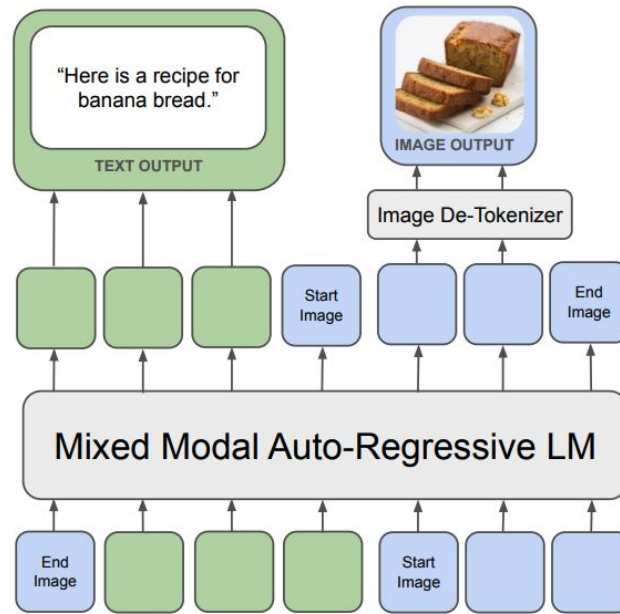 “Here is a recipe for
banana bread.”
TEXT OUTPUT
IMAGE OUTPUT
Image De-Tokenizer
Start
Image
End
Image
Mixed Modal Auto-Regressive LM
End
Image
Start
Image